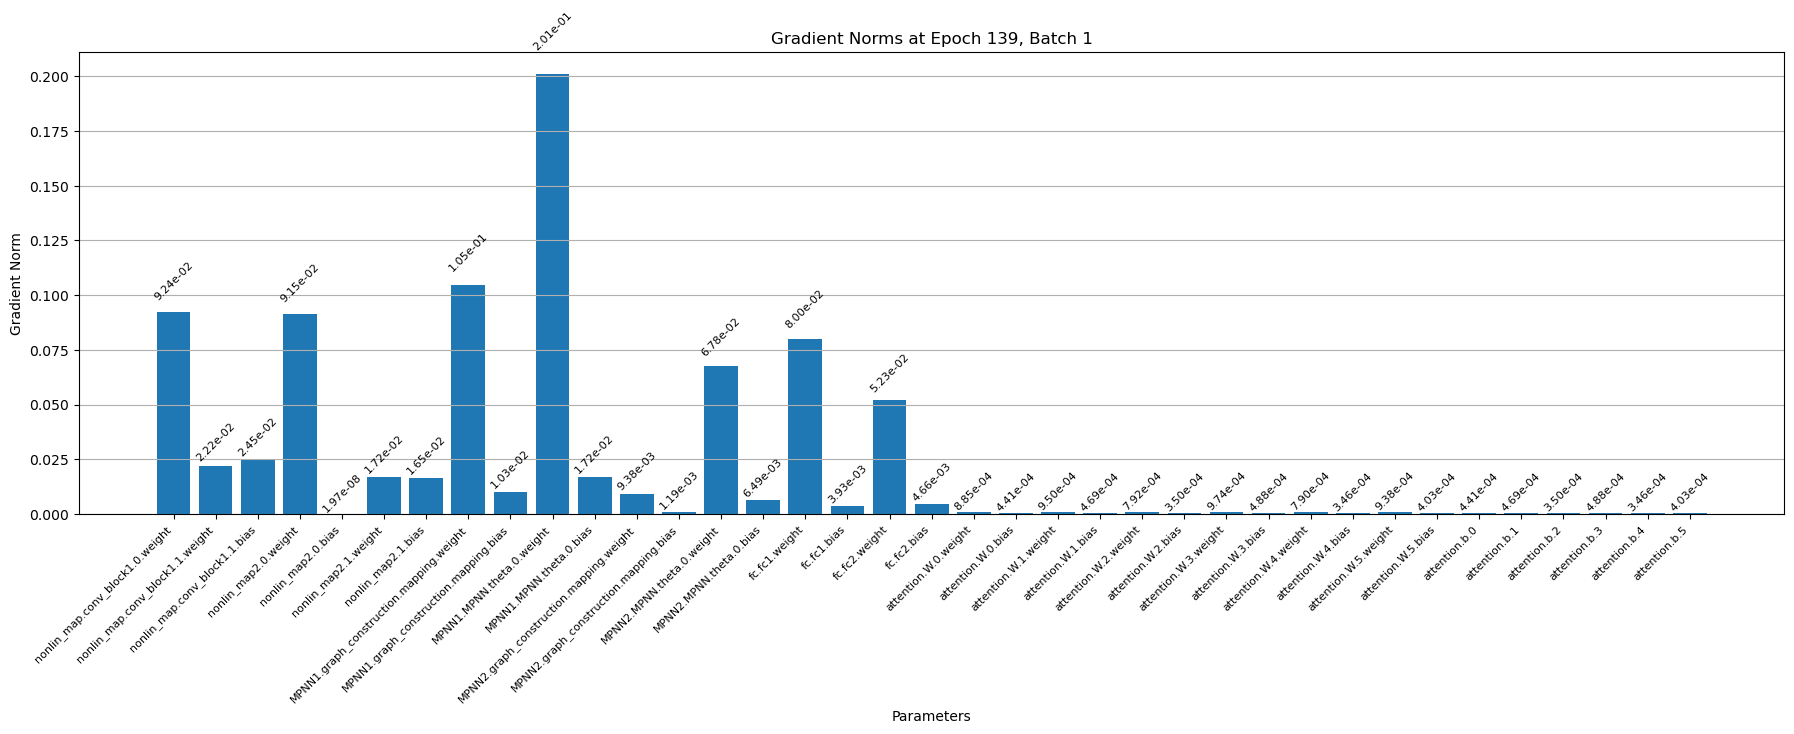 Gradient Norms at Epoch 139, Batch 1
Gradient Norm
0.200
0.175
0.150
0.125
0.100
0.075
0.050
0.025
0.000
9.24e-02
2.22e-02
2.45e-02
9.15e-02
1.97e-08
1.72e-02
1.65e-02
1.05e-01
1.03e-02
2.01e-01
1.72e-02
9.38e-03
1.19e-03
6.78e-02
6.49e-03
8.00e-02
3.93e-03
5.23e-02
4.66e-03
8.85e-04
4.41e-04
9.50e-04
4.69e-04
7.92e-04
3.50e-04
9.74e-04
4.88e-04
7.90e-04
3.46e-04
9.38e-04
4.03e-04
4.41e-04
4.69e-04
3.50e-04
4.88e-04
3.46e-04
4.03e-04
nonlin_map.conv_block1.0.weight
nonlin_map.conv_block1.1.weight
nonlin_map.conv_block1.1.bias
nonlin_map2.0.weight
nonlin_map2.0.bias
nonlin_map2.1.weight
nonlin_map2.1.bias
MPNN1.graph_construction.mapping.weight
MPNN1.graph_construction.mapping.bias
MPNN1.MPNN.theta.0.weight
MPNN1.MPNN.theta.0.bias
MPNN2.graph_construction.mapping.weight
MPNN2.graph_construction.mapping.bias
MPNN2.MPNN.theta.0.weight
MPNN2.MPNN.theta.0.bias
fc.fc1.weight
fc.fc1.bias
fc.fc2.weight
fc.fc2.bias
attention.W.0.weight
attention.W.0.bias
attention.W.1.weight
attention.W.1.bias
attention.W.2.weight
attention.W.2.bias
attention.W.3.weight
attention.W.3.bias
attention.W.4.weight
attention.W.4.bias
attention.W.5.weight
attention.W.5.bias
attention.b.0
attention.b.1
attention.b.2
attention.b.3
attention.b.4
attention.b.5
Parameters